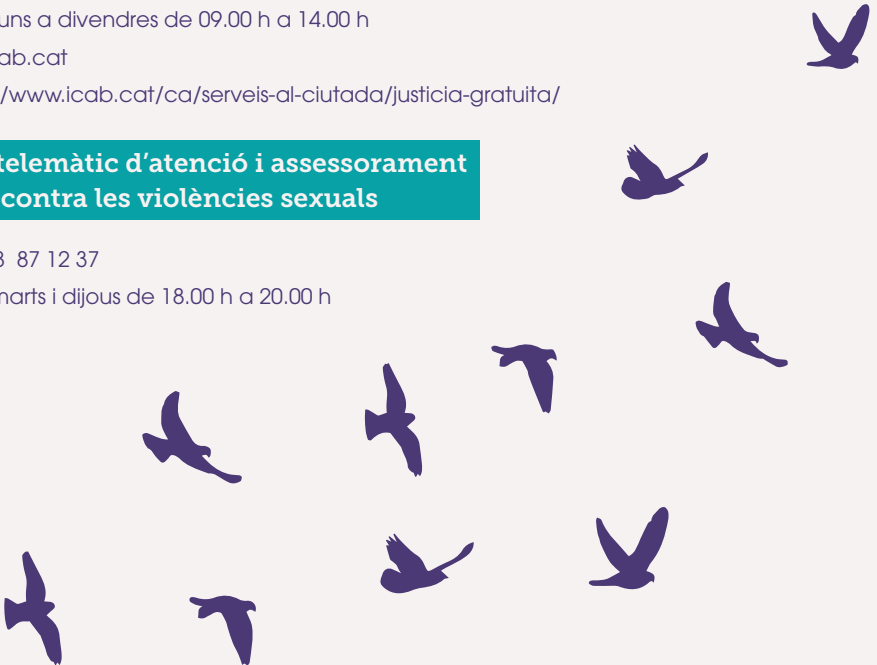 uns a divendres de 09.00 h a 14.00 h
ab.cat
/www.icab.cat/ca/serveis-al-ciutada/justicia-gratuita/
telemàtic d’atenció i assessorament
contra les violències sexuals
87 12 37
marts i dijous de 18.00 h a 20.00 h